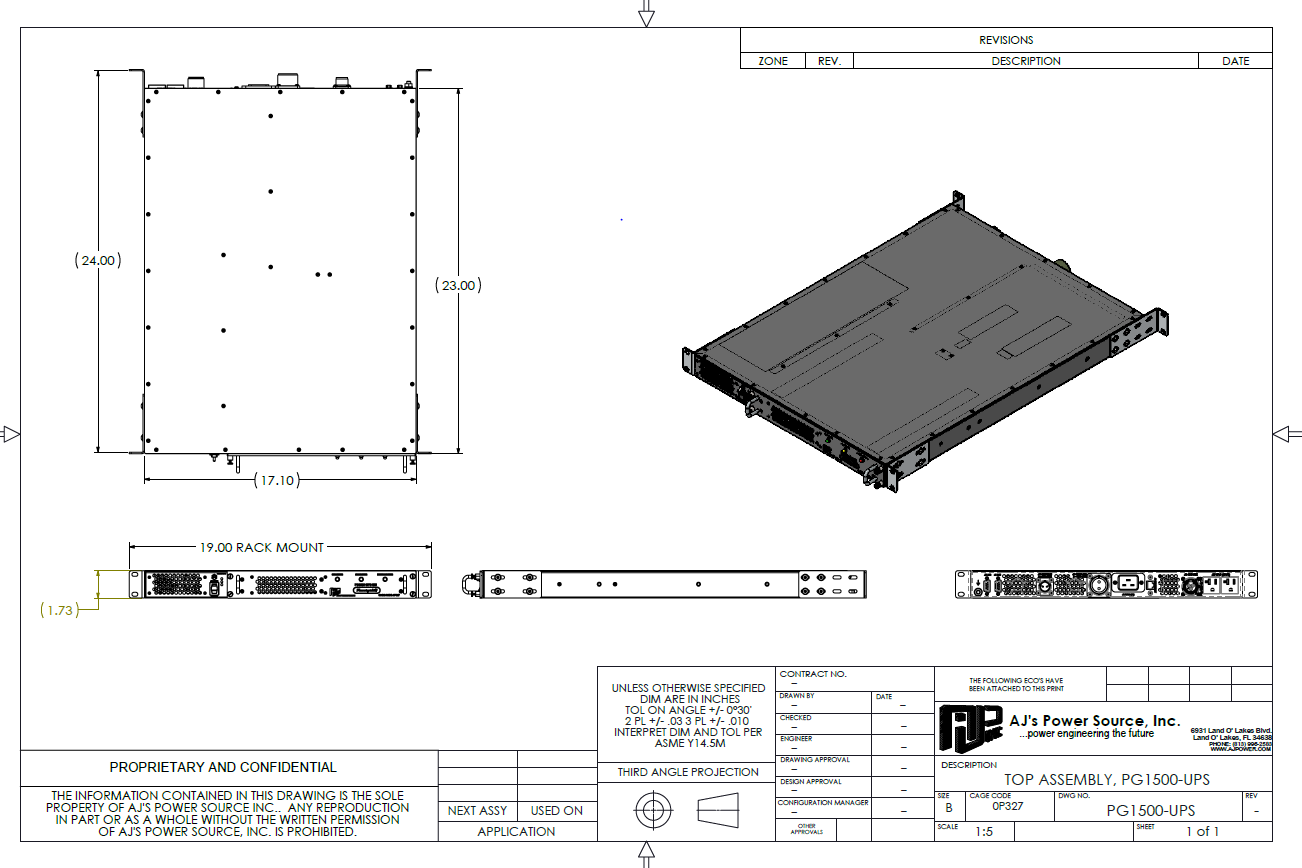 REVISIONS
ZONE
REV.
DESCRIPTION
DATE
(24.00)
(23.00)
(17.10)
19.00 RACK MOUNT
(1.73)
UNLESS OTHERWISE SPECIFIED
DIM ARE IN INCHES
TOL ON ANGLE +/- 0°30'
2 PL +/- .03 3 PL +/- .010
INTERPRET DIM AND TOL PER
ASME Y14.5M
THIRD ANGLE PROJECTION
CONTRACT NO.
–
DRAWN BY
–
DATE
–
CHECKED
–
–
ENGINEER
–
–
DRAWING APPROVAL
–
–
DESIGN APPROVAL
–
–
CONFIGURATION MANAGER
–
–
OTHER
APPROVALS
THE FOLLOWING ECO'S HAVE
BEEN ATTACHED TO THIS PRINT
AJP INC
AJ's Power Source, Inc.
...power engineering the future
6931 Land O' Lakes Blvd.
Land O' Lakes, FL 34638
PHONE: (813) 996-2583
WWW.AJPOWER.COM
DESCRIPTION
TOP ASSEMBLY, PG1500-UPS
SIZE
B
CAGE CODE
0P327
DWG NO.
PG1500-UPS
REV
-
SCALE
1:5
SHEET
1 of 1
PROPRIETARY AND CONFIDENTIAL
THE INFORMATION CONTAINED IN THIS DRAWING IS THE SOLE
PROPERTY OF AJ'S POWER SOURCE INC.. ANY REPRODUCTION
IN PART OR AS A WHOLE WITHOUT THE WRITTEN PERMISSION
OF AJ'S POWER SOURCE, INC. IS PROHIBITED.
NEXT ASSY
USED ON
APPLICATION